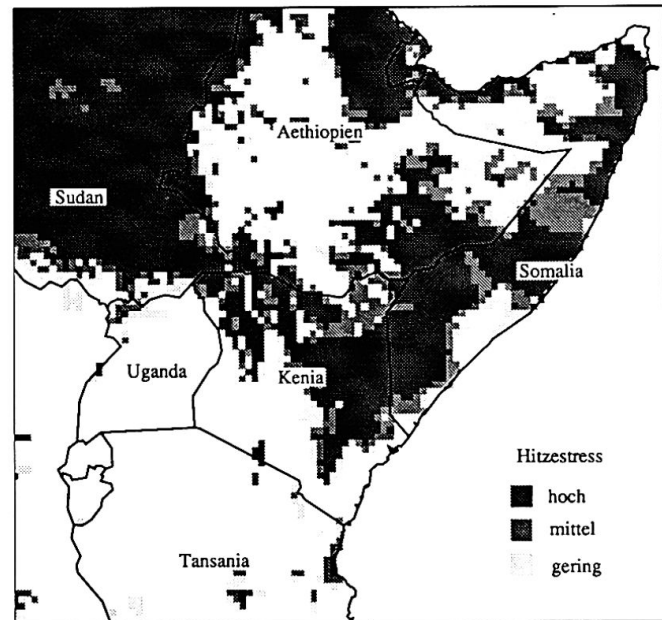 Aethiopien
Sudan
Somalia
Uganda
Kenia
Hitzestress
hoch
mittel
gering
Tansania